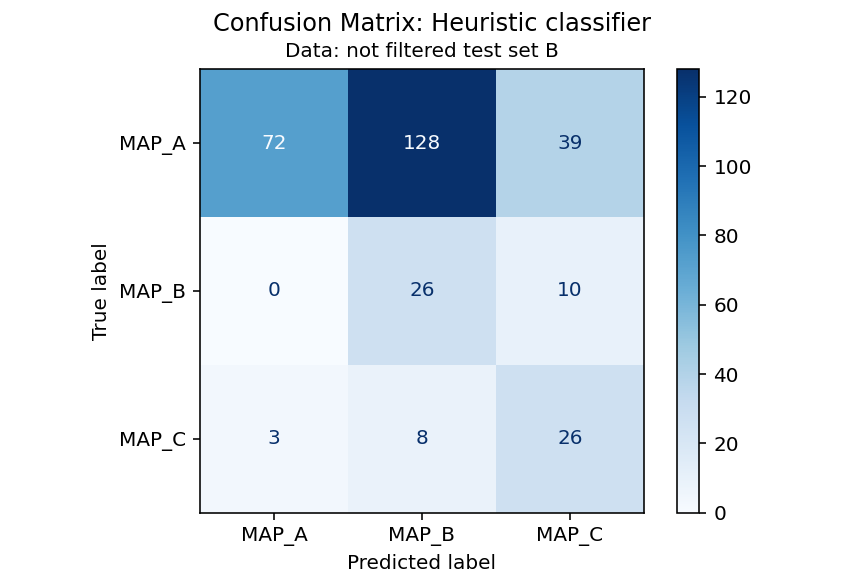 Confusion Matrix: Heuristic classifier
Data: not filtered test set B
True label
MAP_A 72 128 39
MAP_B 0 26 10
MAP_C 3 8 26
MAP_A MAP_B MAP_C
Predicted label
120
100
80
60
40
20
0